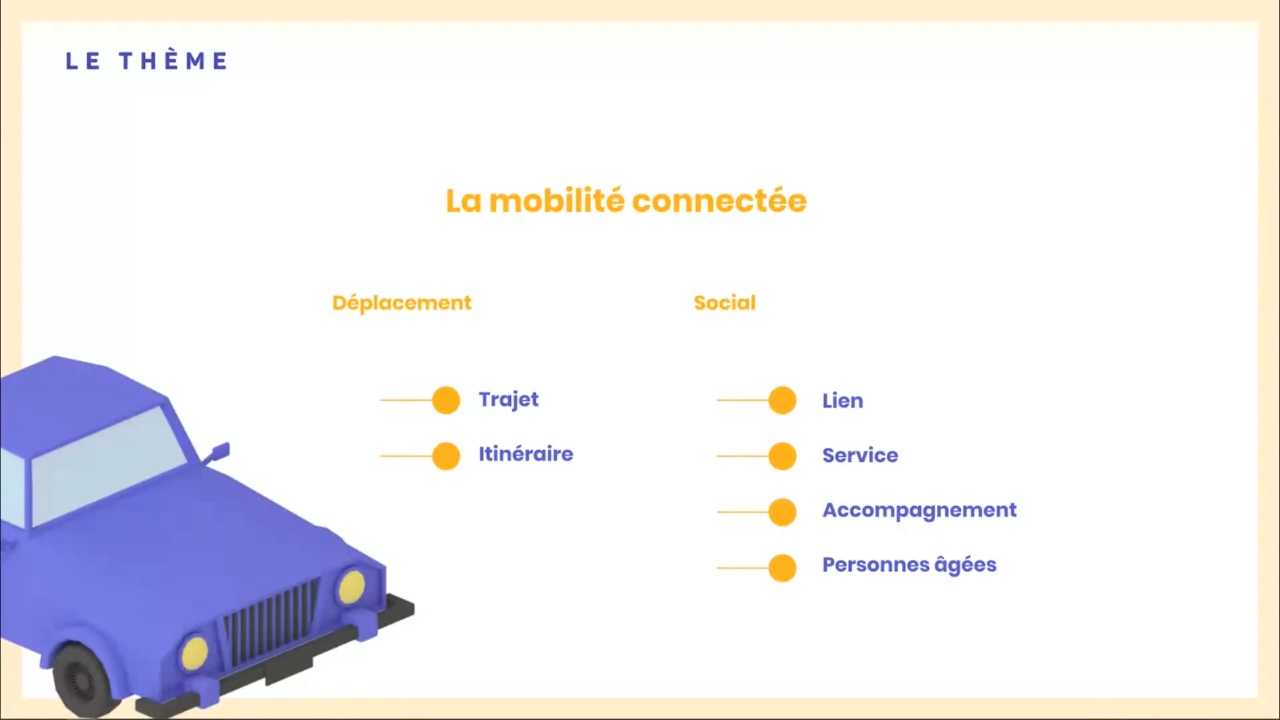 LE THÈME
La mobilité connectée
Déplacement
Trajet
Itinéraire
Social
Lien
Service
Accompagnement
Personnes âgées